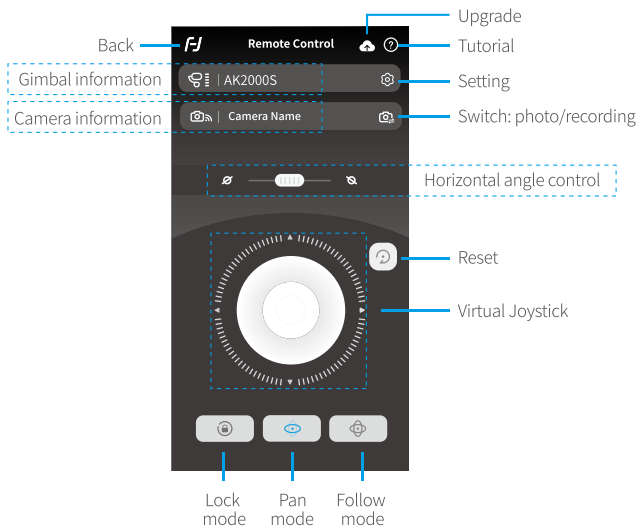 Upgrade
Back
Remote Control
Tutorial
Gimbal information
AK2000S
Setting
Camera information
Camera Name
Switch: photo/recording
Horizontal angle control
Reset
Virtual Joystick
Lock
mode
Pan
mode
Follow
mode